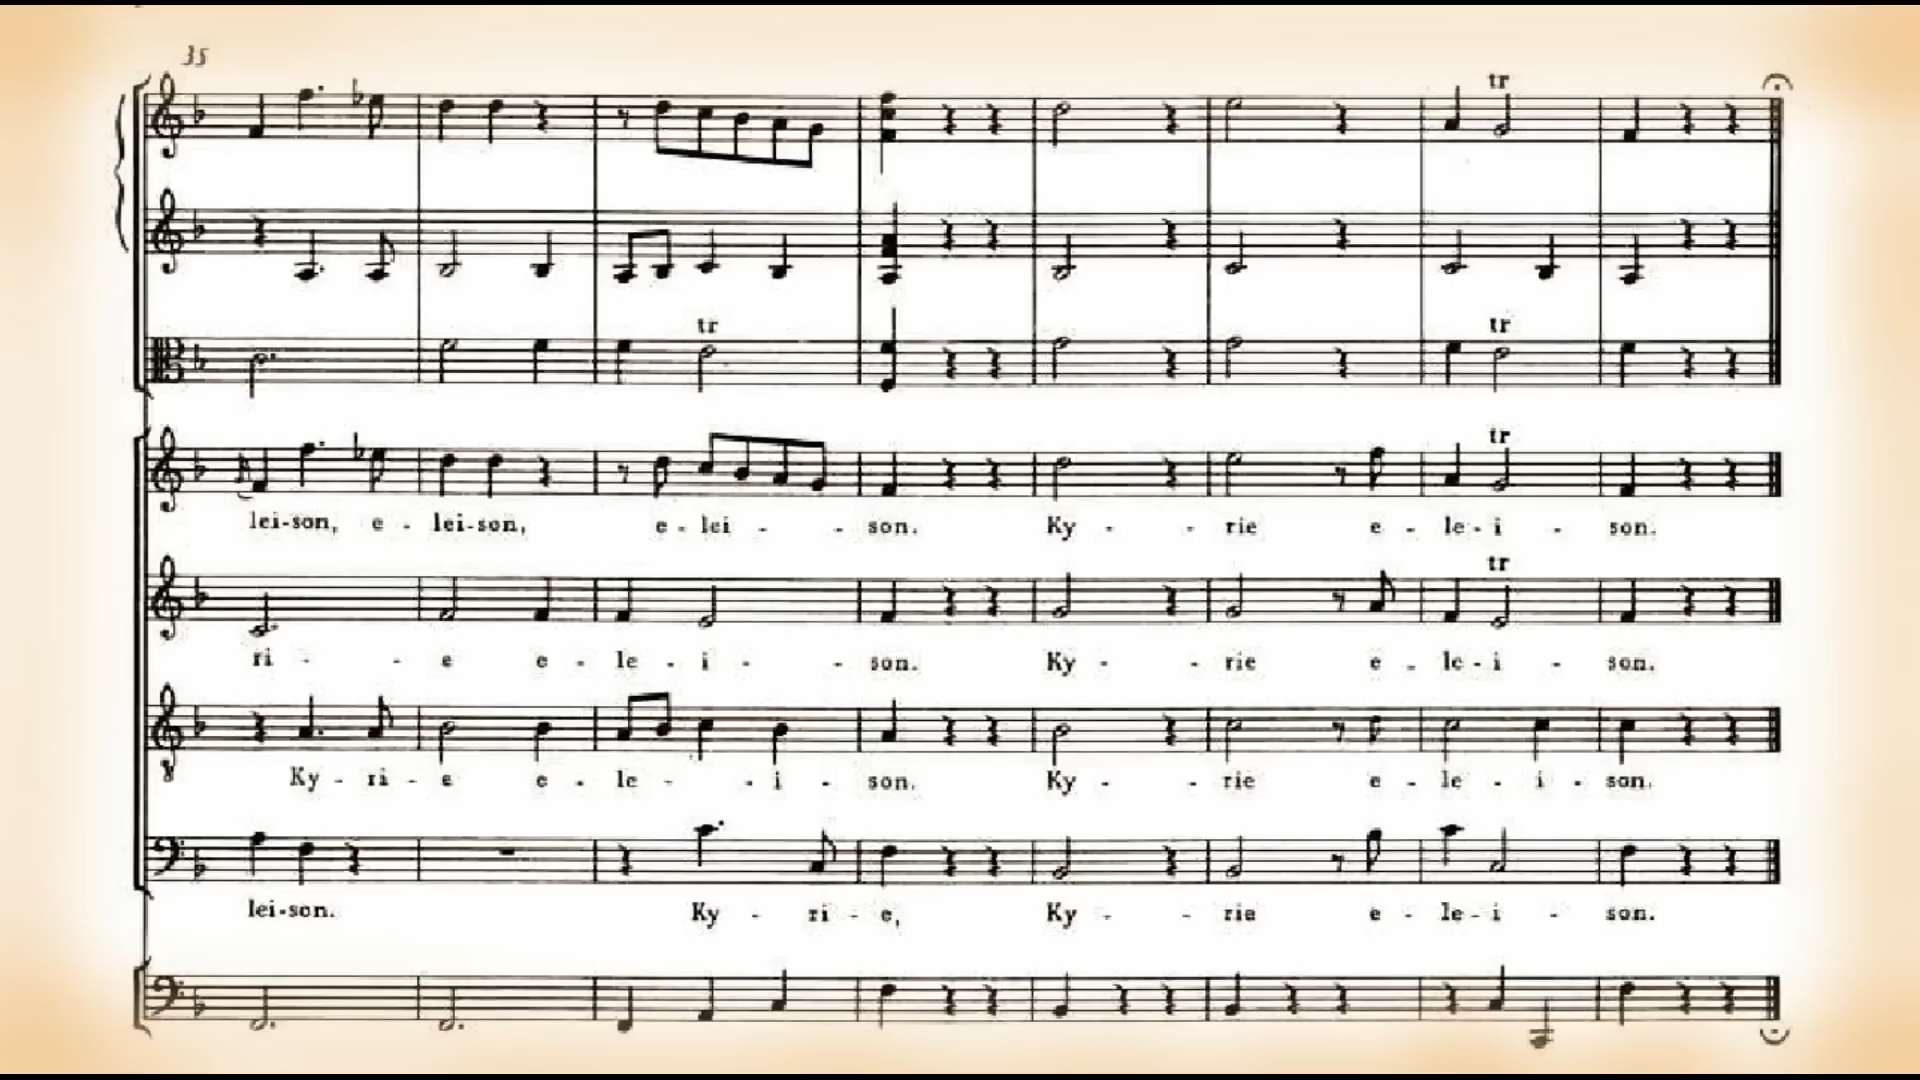 35
tr
tr tr
tr
lei-son, e - lei-son, e - lei - - son. Ky - - rie e - le - i - son.
tr
ri - - e e - le - i - - son. Ky - - rie e - le - i - son.
8
Ky - ri - e e - le - - i - son. Ky - - rie e - le - i - son.
lei-son. Ky - ri - e, Ky - - rie e - le - i - son.